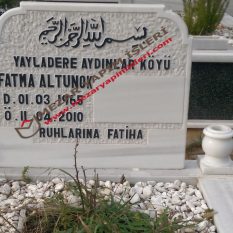 بسم الله الرحمن الرحيم
YAYLADERE AYDINLAR KÖYÜ
FATMA ALTUNOK
D.01.03.1965
Ö.11.04.2010
RUHLARINA FATİHA